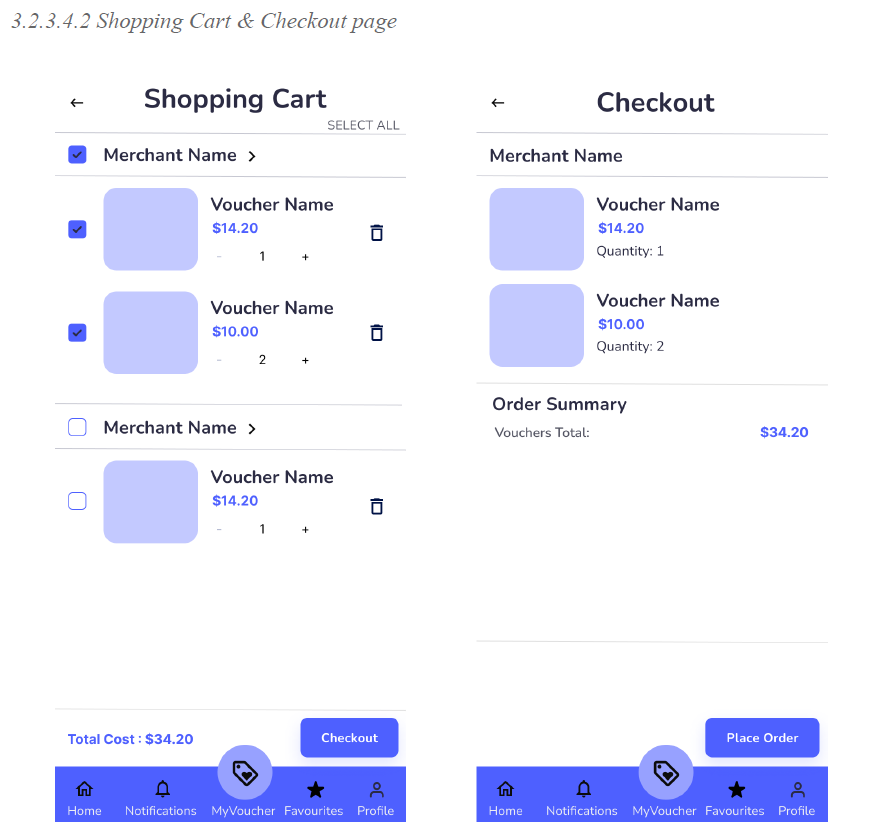 3.2.3.4.2 Shopping Cart & Checkout page
Shopping Cart
SELECT ALL
Merchant Name >
Voucher Name
$14.20
- 1 +
Voucher Name
$10.00
- 2 +
Merchant Name >
Voucher Name
$14.20
- 1 +
Total Cost : $34.20
Checkout
Home Notifications MyVoucher Favourites Profile
Checkout
Merchant Name
Voucher Name
$14.20
Quantity: 1
Voucher Name
$10.00
Quantity: 2
Order Summary
Vouchers Total: $34.20
Place Order
Home Notifications MyVoucher Favourites Profile